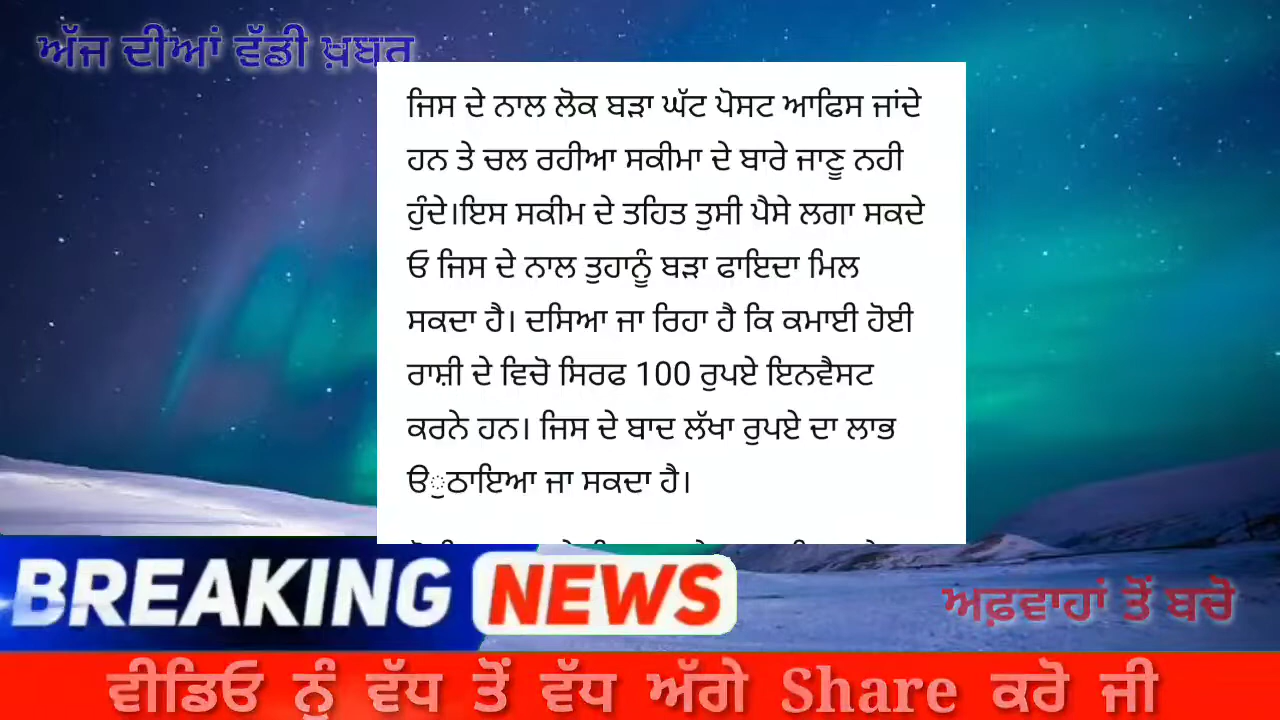 ਅੱਜ ਦੀਆਂ ਵੱਡੀ ਖ਼ਬਰ
ਜਿਸ ਦੇ ਨਾਲ ਲੋਕ ਬੜਾ ਘੱਟ ਪੋਸਟ ਆਫਿਸ ਜਾਂਦੇ
ਹਨ ਤੇ ਚਲ ਰਹੀਆ ਸਕੀਮਾ ਦੇ ਬਾਰੇ ਜਾਣੂ ਨਹੀ
ਹੁੰਦੇ।ਇਸ ਸਕੀਮ ਦੇ ਤਹਿਤ ਤੁਸੀ ਪੈਸੇ ਲਗਾ ਸਕਦੇ
ਓ ਜਿਸ ਦੇ ਨਾਲ ਤੁਹਾਨੂੰ ਬੜਾ ਫਾਇਦਾ ਮਿਲ
ਸਕਦਾ ਹੈ। ਦਸਿਆ ਜਾ ਰਿਹਾ ਹੈ ਕਿ ਕਮਾਈ ਹੋਈ
ਰਾਸ਼ੀ ਦੇ ਵਿਚੋ ਸਿਰਫ 100 ਰੁਪਏ ਇਨਵੈਸਟ
ਕਰਨੇ ਹਨ। ਜਿਸ ਦੇ ਬਾਦ ਲੱਖਾ ਰੁਪਏ ਦਾ ਲਾਭ
ੳੁਠਾਇਆ ਜਾ ਸਕਦਾ ਹੈ।
BREAKING NEWS
ਅਫ਼ਵਾਹਾਂ ਤੋਂ ਬਚੋ
ਵੀਡਿਓ ਨੂੰ ਵੱਧ ਤੋਂ ਵੱਧ ਅੱਗੇ Share ਕਰੋ ਜੀ